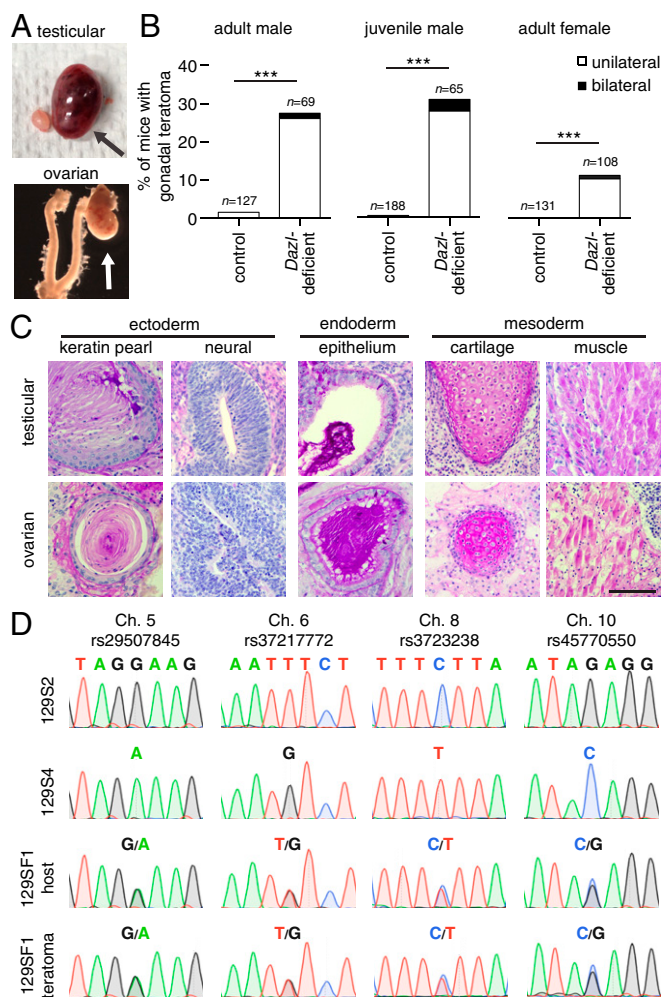 A
testicular
ovarian
B
adult male
juvenile male
adult female
unilateral
bilateral
% of mice with
gonadal teratoma
40
30
20
10
0
***
n=127
n=69
control
Dazl-
deficient
***
n=188
n=65
control
Dazl-
deficient
***
n=131
n=108
control
Dazl-
deficient
C
ectoderm
endoderm
mesoderm
keratin pearl
neural
epithelium
cartilage
muscle
testicular
ovarian
D
Ch. 5
rs29507845
Ch. 6
rs37217772
Ch. 8
rs3723238
Ch. 10
rs45770550
129S2
T A G G A A G
A A T T T C T
T T T C T T A
A T A G A G G
129S4
A
G
T
C
129SF1
host
G/A
T/G
C/T
C/G
129SF1
teratoma
G/A
T/G
C/T
C/G